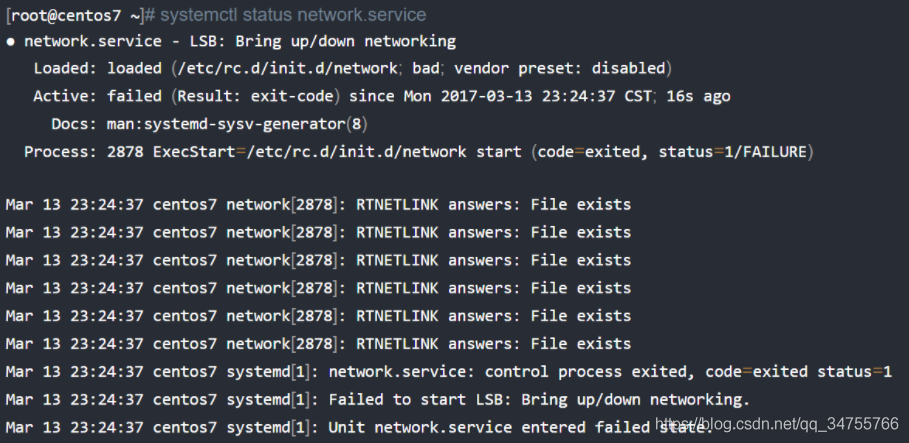 [root@centos7 ~]# systemctl status network.service
● network.service - LSB: Bring up/down networking
Loaded: loaded (/etc/rc.d/init.d/network; bad; vendor preset: disabled)
Active: failed (Result: exit-code) since Mon 2017-03-13 23:24:37 CST; 16s ago
Docs: man:systemd-sysv-generator(8)
Process: 2878 ExecStart=/etc/rc.d/init.d/network start (code=exited, status=1/FAILURE)
Mar 13 23:24:37 centos7 network[2878]: RTNETLINK answers: File exists
Mar 13 23:24:37 centos7 network[2878]: RTNETLINK answers: File exists
Mar 13 23:24:37 centos7 network[2878]: RTNETLINK answers: File exists
Mar 13 23:24:37 centos7 network[2878]: RTNETLINK answers: File exists
Mar 13 23:24:37 centos7 network[2878]: RTNETLINK answers: File exists
Mar 13 23:24:37 centos7 network[2878]: RTNETLINK answers: File exists
Mar 13 23:24:37 centos7 systemd[1]: network.service: control process exited, code=exited status=1
Mar 13 23:24:37 centos7 systemd[1]: Failed to start LSB: Bring up/down networking.
Mar 13 23:24:37 centos7 systemd[1]: Unit network.service entered failed state.
https://blog.csdn.net/qq_34755766